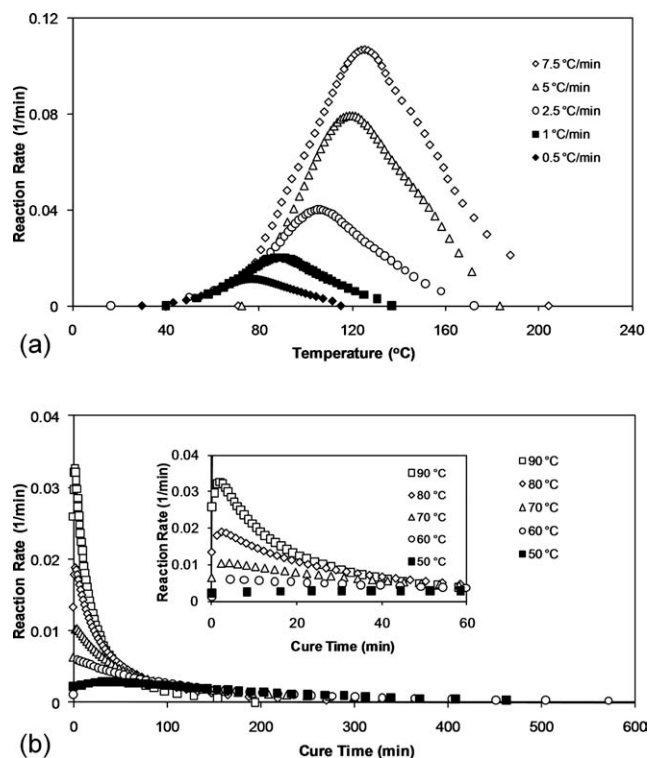 0.12
0.08
0.04
0
Reaction Rate (1/min)
7.5°C/min
5°C/min
2.5°C/min
1°C/min
0.5°C/min
0 40 80 120 160 200 240
Temperature (°C)
(a)
0.04
0.03
0.02
0.01
0
Reaction Rate (1/min)
0.04
0.03
0.02
0.01
0
Reaction Rate (1/min)
90°C
80°C
70°C
60°C
50°C
0 20 40 60
Cure Time (min)
90°C
80°C
70°C
60°C
50°C
0 100 200 300 400 500 600
Cure Time (min)
(b)